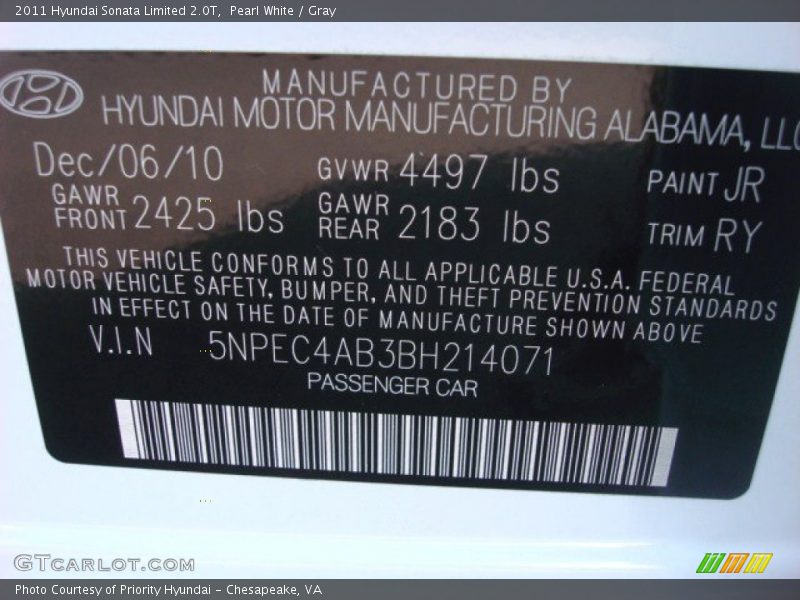 2011 Hyundai Sonata Limited 2.0T, Pearl White / Gray
MANUFACTURED BY
HYUNDAI MOTOR MANUFACTURING ALABAMA, LLC
Dec/06/10 GVWR 4497 lbs PAINT JR
GAWR FRONT 2425 lbs GAWR REAR 2183 lbs TRIM RY
THIS VEHICLE CONFORMS TO ALL APPLICABLE U.S.A. FEDERAL
MOTOR VEHICLE SAFETY, BUMPER, AND THEFT PREVENTION STANDARDS
IN EFFECT ON THE DATE OF MANUFACTURE SHOWN ABOVE
V.I.N 5NPEC4AB3BH214071
PASSENGER CAR
GTCARLOT.COM
Photo Courtesy of Priority Hyundai - Chesapeake, VA